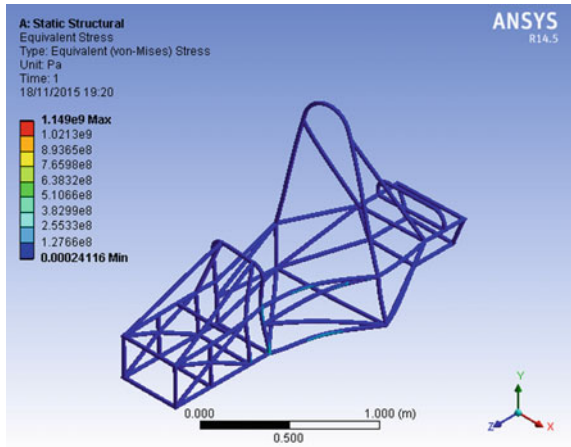 A: Static Structural
Equivalent Stress
Type: Equivalent (von-Mises) Stress
Unit: Pa
Time: 1
18/11/2015 19:20
ANSYS
R14.5
1.149e9 Max
1.0213e9
8.9365e8
7.6598e8
6.3832e8
5.1066e8
3.8299e8
2.5533e8
1.2766e8
0.00024116 Min
0.000
1.000 (m)
0.500
Y
Z
X